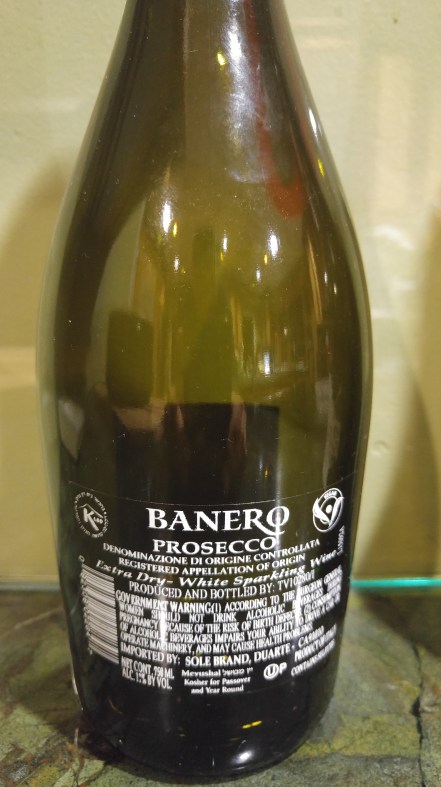 BANERO
PROSECCO
DENOMINAZIONE DI ORIGINE CONTROLLATA
REGISTERED APPELLATION OF ORIGIN
Extra Dry- White Sparkling Wine
PRODUCED AND BOTTLED BY:
GOVERNMENT WARNING:(1) ACCORDING TO THE SURGEON GENERAL,
WOMEN SHOULD NOT DRINK ALCOHOLIC
PREGNANCY BECAUSE OF THE RISK OF BIRTH DEFECTS.
OF ALCOHOLIC BEVERAGES IMPAIRS YOUR ABILITY TO
OPERATE MACHINERY, AND MAY CAUSE HEALTH PROBLEMS.
IMPORTED BY: SOLE BRAND, DUARTE - CA
NET CONT. 750 ML
ALC. 11% BY VOL.
Mevushal יין מבושל
Kosher for Passover
and Year Round
UP